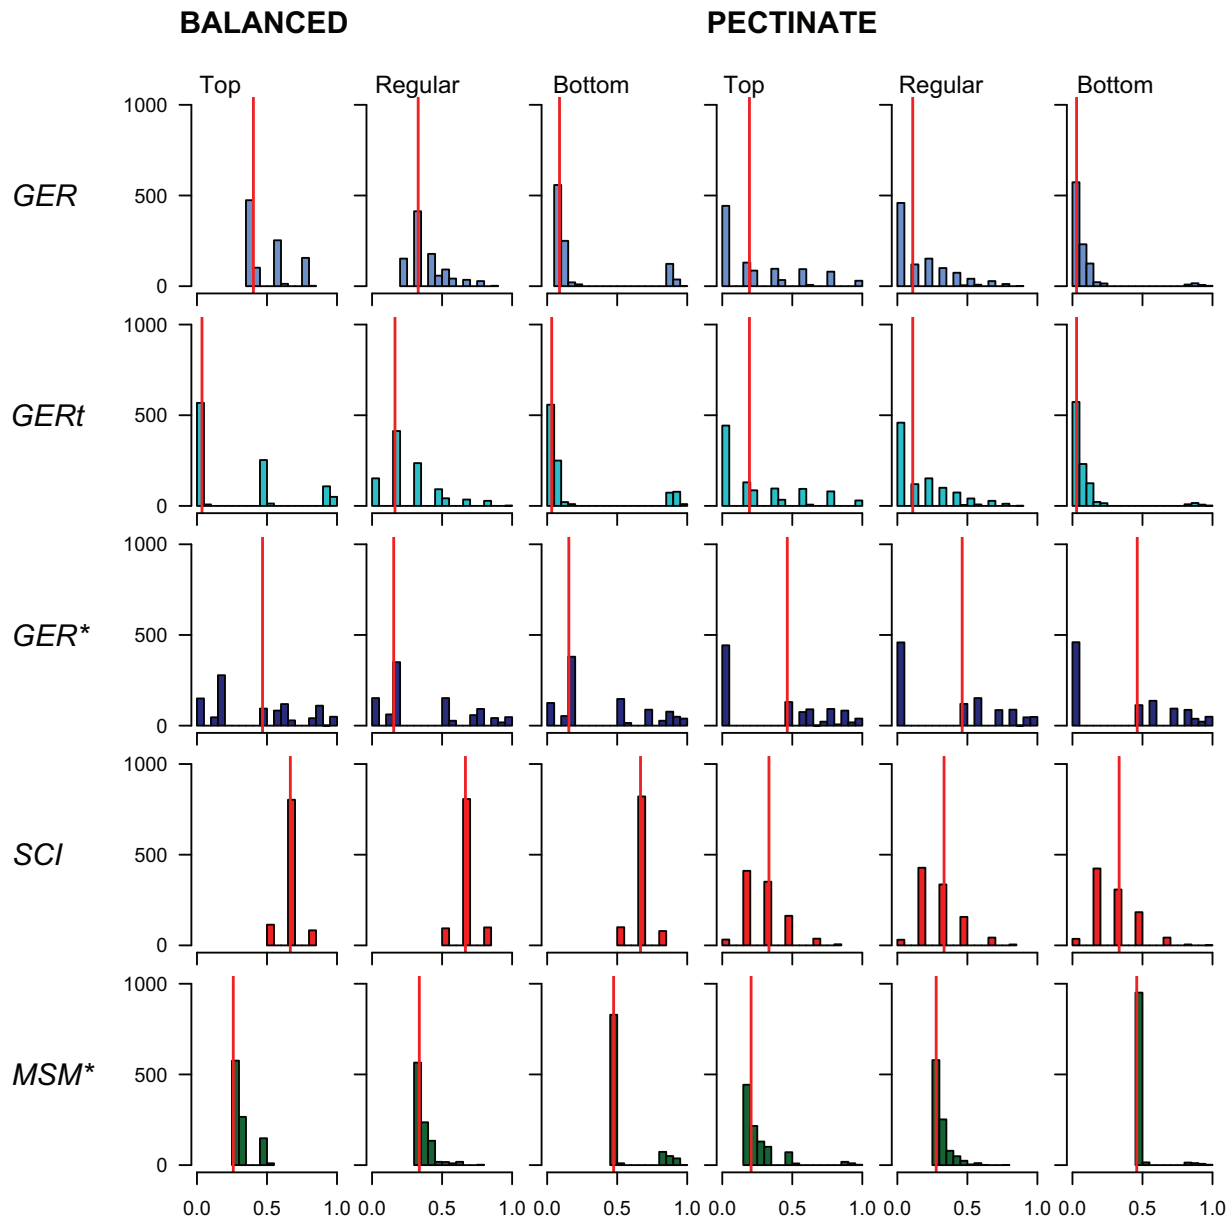 BALANCED PECTINATE
Top Regular Bottom Top Regular Bottom
GER 1000 500 0
GERt 1000 500 0
GER* 1000 500 0
SCI 1000 500 0
MSM* 1000 500 0
0.0 0.5 1.0 0.0 0.5 1.0 0.0 0.5 1.0 0.0 0.5 1.0 0.0 0.5 1.0 0.0 0.5 1.0